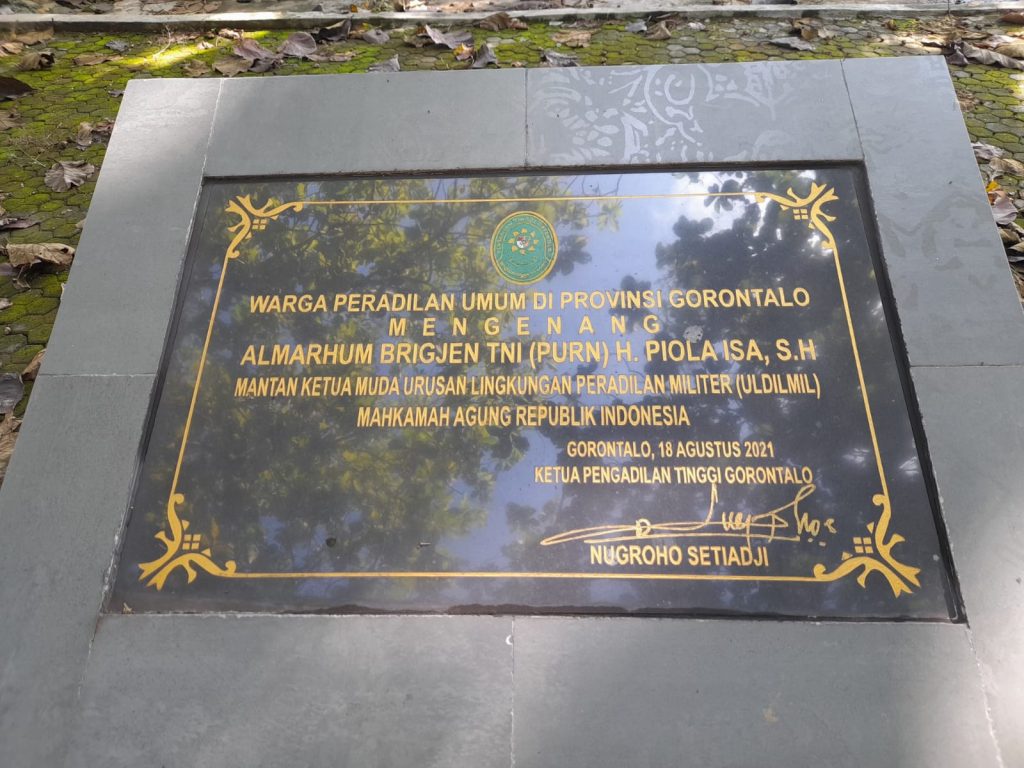 WARGA PERADILAN UMUM DI PROVINSI GORONTALO
MENGENANG
ALMARHUM BRIGJEN TNI (PURN) H. PIOLA ISA, S.H
MANTAN KETUA MUDA URUSAN LINGKUNGAN PERADILAN MILITER (ULDILMIL)
MAHKAMAH AGUNG REPUBLIK INDONESIA
GORONTALO, 18 AGUSTUS 2021
KETUA PENGADILAN TINGGI GORONTALO
NUGROHO SETIADJI